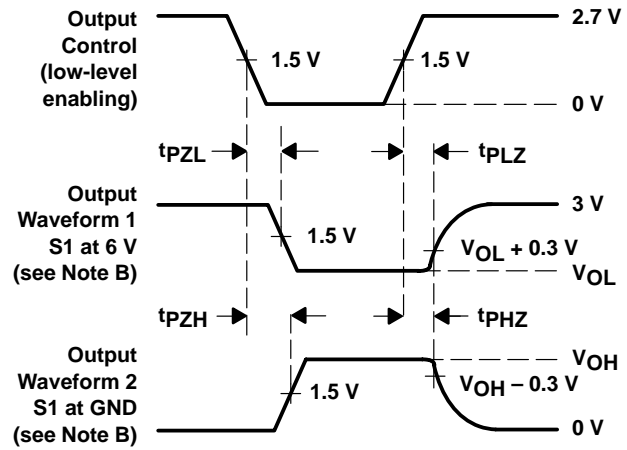 Output
Control
(low-level
enabling)
2.7 V
1.5 V
1.5 V
0 V
tPZL
tPLZ
Output
Waveform 1
S1 at 6 V
(see Note B)
3 V
1.5 V
VOL + 0.3 V
VOL
tPZH
tPHZ
Output
Waveform 2
S1 at GND
(see Note B)
VOH
1.5 V
VOH − 0.3 V
0 V